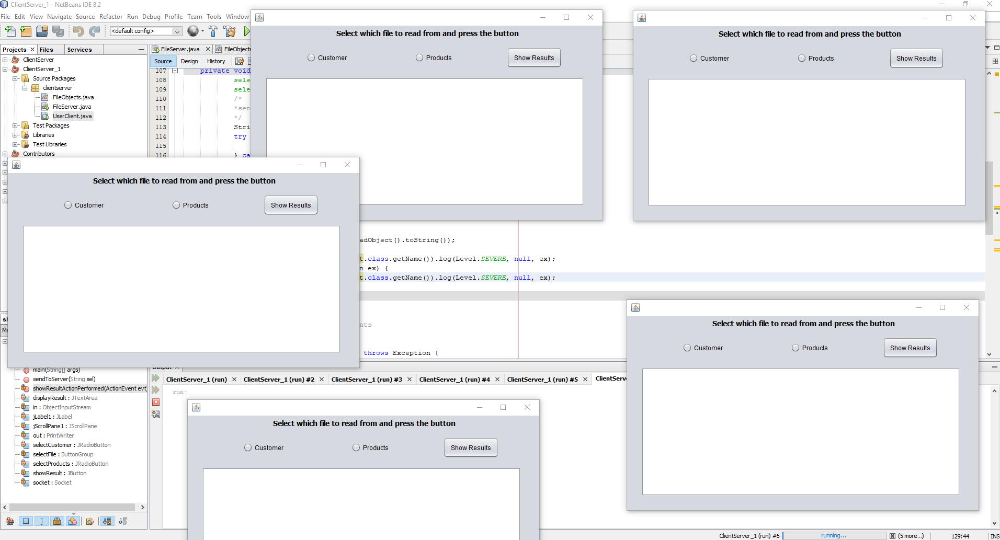 ClientServer_1 - NetBeans IDE 8.2
File Edit View Navigate Source Refactor Run Debug Profile Team Tools Window
<default config>
Projects Files Services
ClientServer
ClientServer_1
Source Packages
clientserver
FileObjects.java
FileServer.java
UserClient.java
Test Packages
Libraries
Test Libraries
Contributors
FileServer.java FileObjects
Source Design History
107 private void
108 sele
109 sele
110 /*
111 *sen
112 */
113 Stri
114 try
115
116 } ca
Select which file to read from and press the button
Customer Products Show Results
Select which file to read from and press the button
Customer Products Show Results
Select which file to read from and press the button
Customer Products Show Results
adObject().toString());
t.class.getName()).log(Level.SEVERE, null, ex);
n ex) {
t.class.getName()).log(Level.SEVERE, null, ex);
nts
throws Exception {
Select which file to read from and press the button
Customer Products Show Results
main(String[] args)
sendToServer(String sel)
showResultActionPerformed(ActionEvent evt)
displayResult : JTextArea
in : ObjectInputStream
jLabel1 : JLabel
jScrollPane1 : JScrollPane
out : PrintWriter
selectCustomer : JRadioButton
selectFile : ButtonGroup
selectProducts : JRadioButton
showResult : JButton
socket : Socket
Output
ClientServer_1 (run) ClientServer_1 (run) #2 ClientServer_1 (run) #3 ClientServer_1 (run) #4 ClientServer_1 (run) #5 ClientServe
run:
Select which file to read from and press the button
Customer Products Show Results
ClientServer_1 (run) #6 running... (5 more...) 129:44 INS